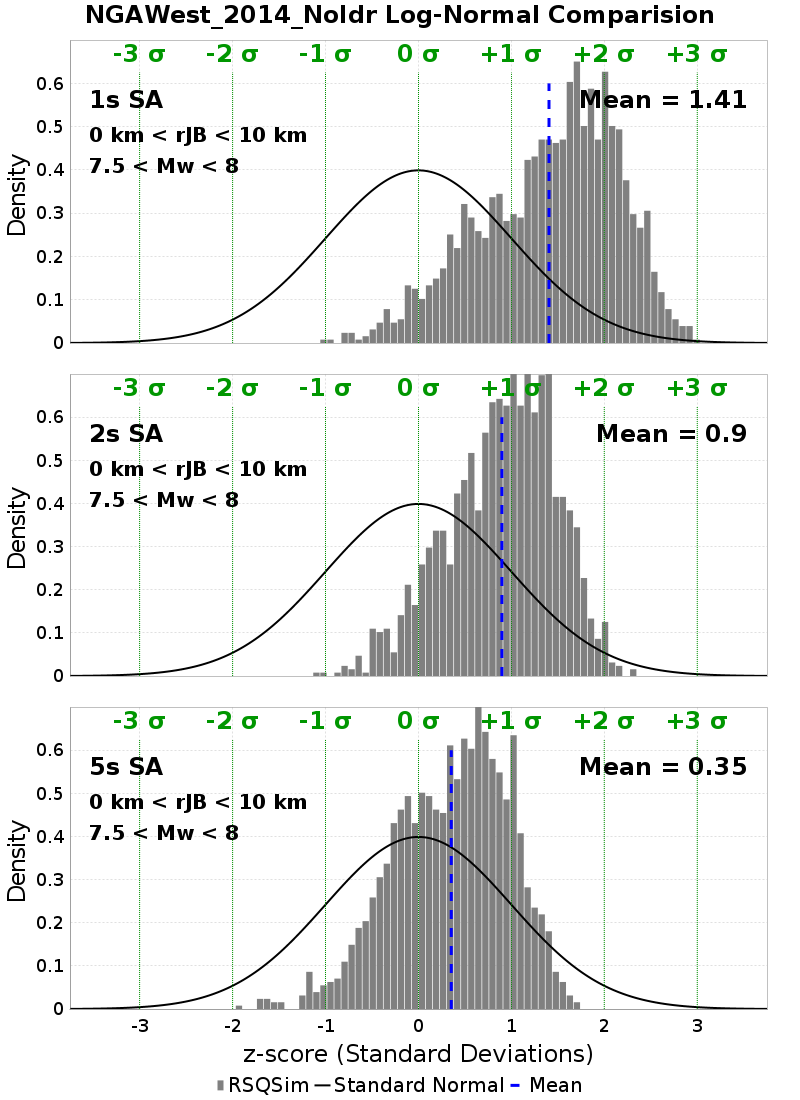 NGAWest_2014_NoIdr Log-Normal Comparision
-3 σ -2 σ -1 σ 0 σ +1 σ +2 σ +3 σ
1s SA
Mean = 1.41
0 km < rJB < 10 km
7.5 < Mw < 8
Density
0.6
0.5
0.4
0.3
0.2
0.1
0
-3 σ -2 σ -1 σ 0 σ +1 σ +2 σ +3 σ
2s SA
Mean = 0.9
0 km < rJB < 10 km
7.5 < Mw < 8
Density
0.6
0.5
0.4
0.3
0.2
0.1
0
-3 σ -2 σ -1 σ 0 σ +1 σ +2 σ +3 σ
5s SA
Mean = 0.35
0 km < rJB < 10 km
7.5 < Mw < 8
Density
0.6
0.5
0.4
0.3
0.2
0.1
0
-3 -2 -1 0 1 2 3
z-score (Standard Deviations)
RSQSim Standard Normal Mean